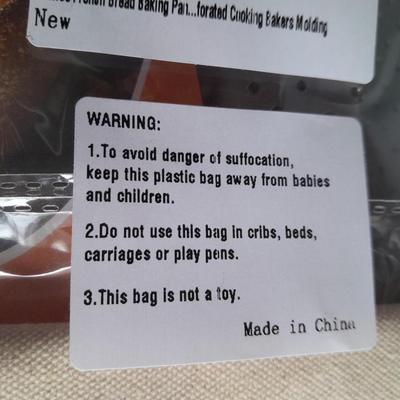 French Bread Baking Pan...forated Cooking Bakers Molding
New
WARNING:
1.To avoid danger of suffocation,
keep this plastic bag away from babies
and children.
2.Do not use this bag in cribs, beds,
carriages or play pens.
3.This bag is not a toy.
Made in China